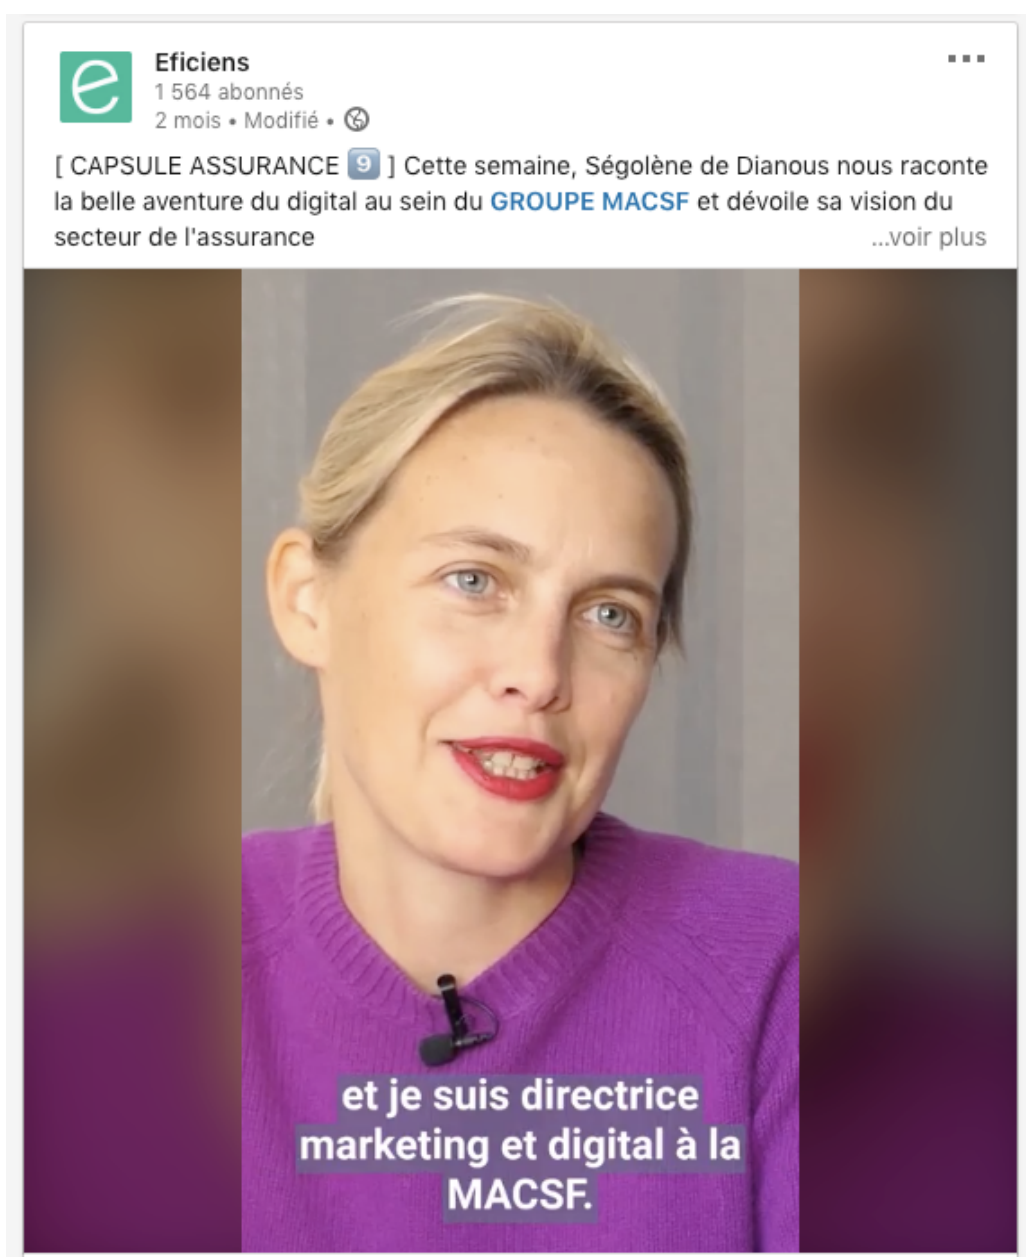 e
Eficiens
1 564 abonnés
2 mois • Modifié •
[ CAPSULE ASSURANCE 9️⃣ ] Cette semaine, Ségolène de Dianous nous raconte
la belle aventure du digital au sein du GROUPE MACSF et dévoile sa vision du
secteur de l'assurance
...voir plus
et je suis directrice
marketing et digital à la
MACSF.